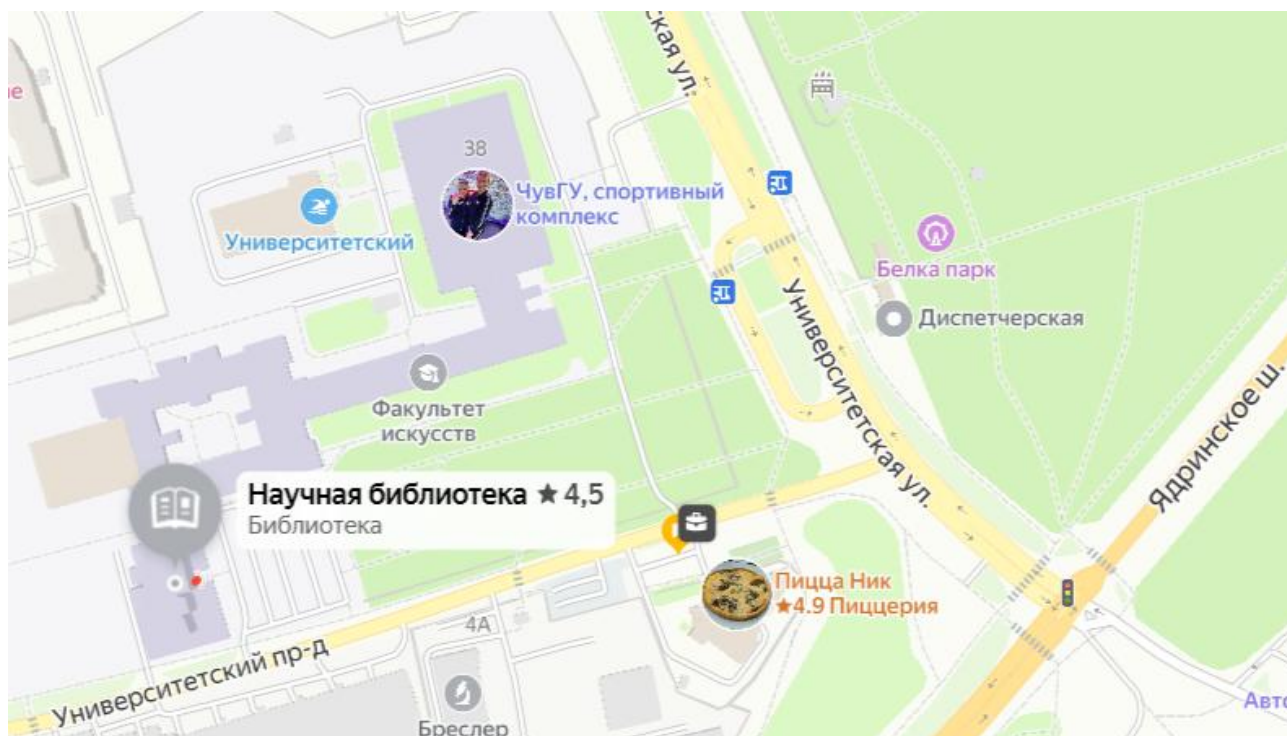 ская ул.
е
38
ЧувГУ, спортивный
комплекс
Университетский
Белка парк
Диспетчерская
Университетская ул.
Ядринское ш.
Факультет
искусств
Научная библиотека ★ 4,5
Библиотека
Пицца Ник
★4.9 Пиццерия
4А
Университетский пр-д
Бреслер
Авто